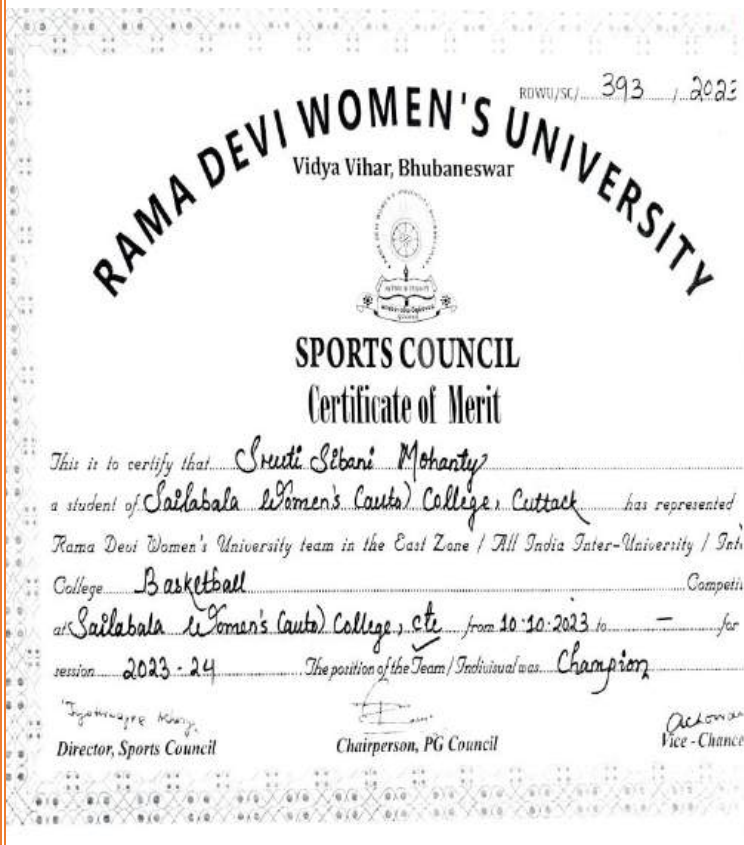 RDWU/SC/ 393 / 2023
RAMA DEVI WOMEN'S UNIVERSITY
Vidya Vihar, Bhubaneswar
SPORTS COUNCIL
Certificate of Merit
This is to certify that Sruti Sibani Mohanty
a student of Sailabala Women's (auto) College, Cuttack has represented
Rama Devi Women's University team in the East Zone / All India Inter-University / Int
College Basketball Competi
at Sailabala Women's (auto) College, ctc from 10.10.2023 to — for
session 2023-24 The position of the Team / Indivisual was Champion
Director, Sports Council
Chairperson, PG Council
Vice - Chance